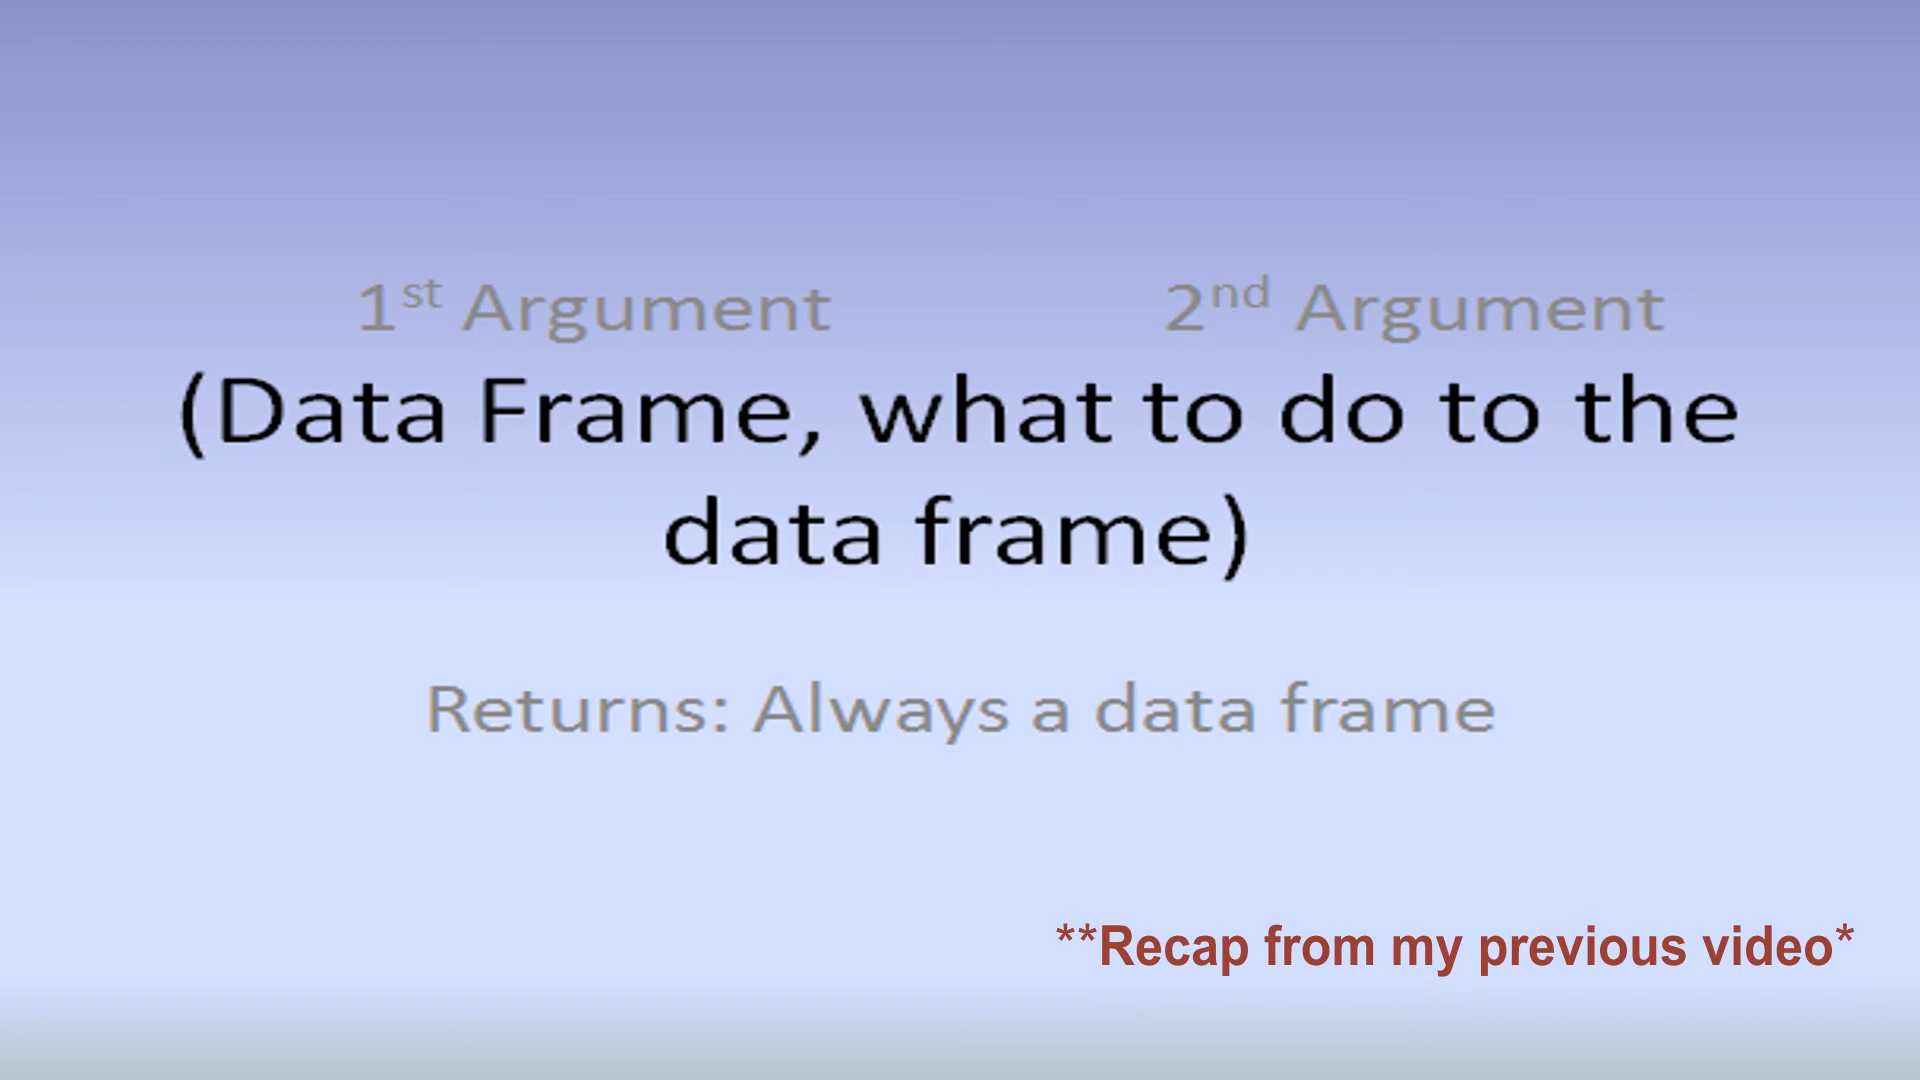 1st Argument 2nd Argument
(Data Frame, what to do to the
data frame)
Returns: Always a data frame
**Recap from my previous video*